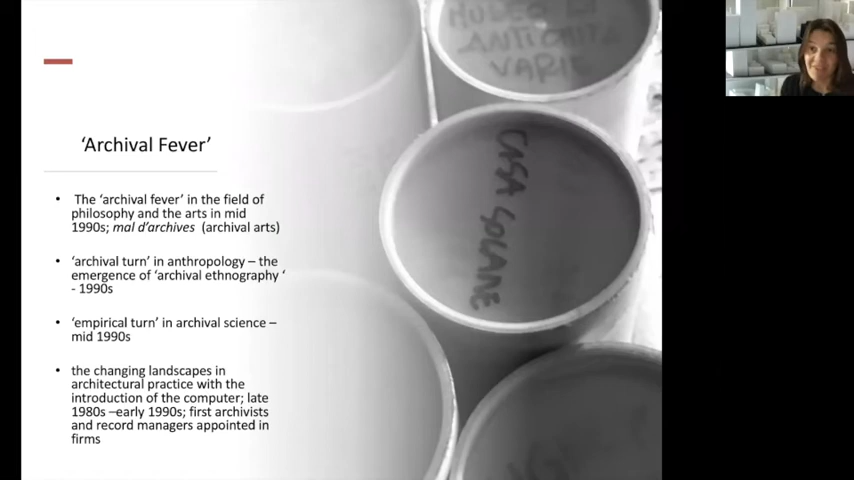 'Archival Fever'
• The 'archival fever' in the field of
philosophy and the arts in mid
1990s; mal d'archives (archival arts)
• 'archival turn' in anthropology – the
emergence of 'archival ethnography '
- 1990s
• 'empirical turn' in archival science –
mid 1990s
• the changing landscapes in
architectural practice with the
introduction of the computer; late
1980s –early 1990s; first archivists
and record managers appointed in
firms
ANTICHITA
VARIE
CASA SOLARE